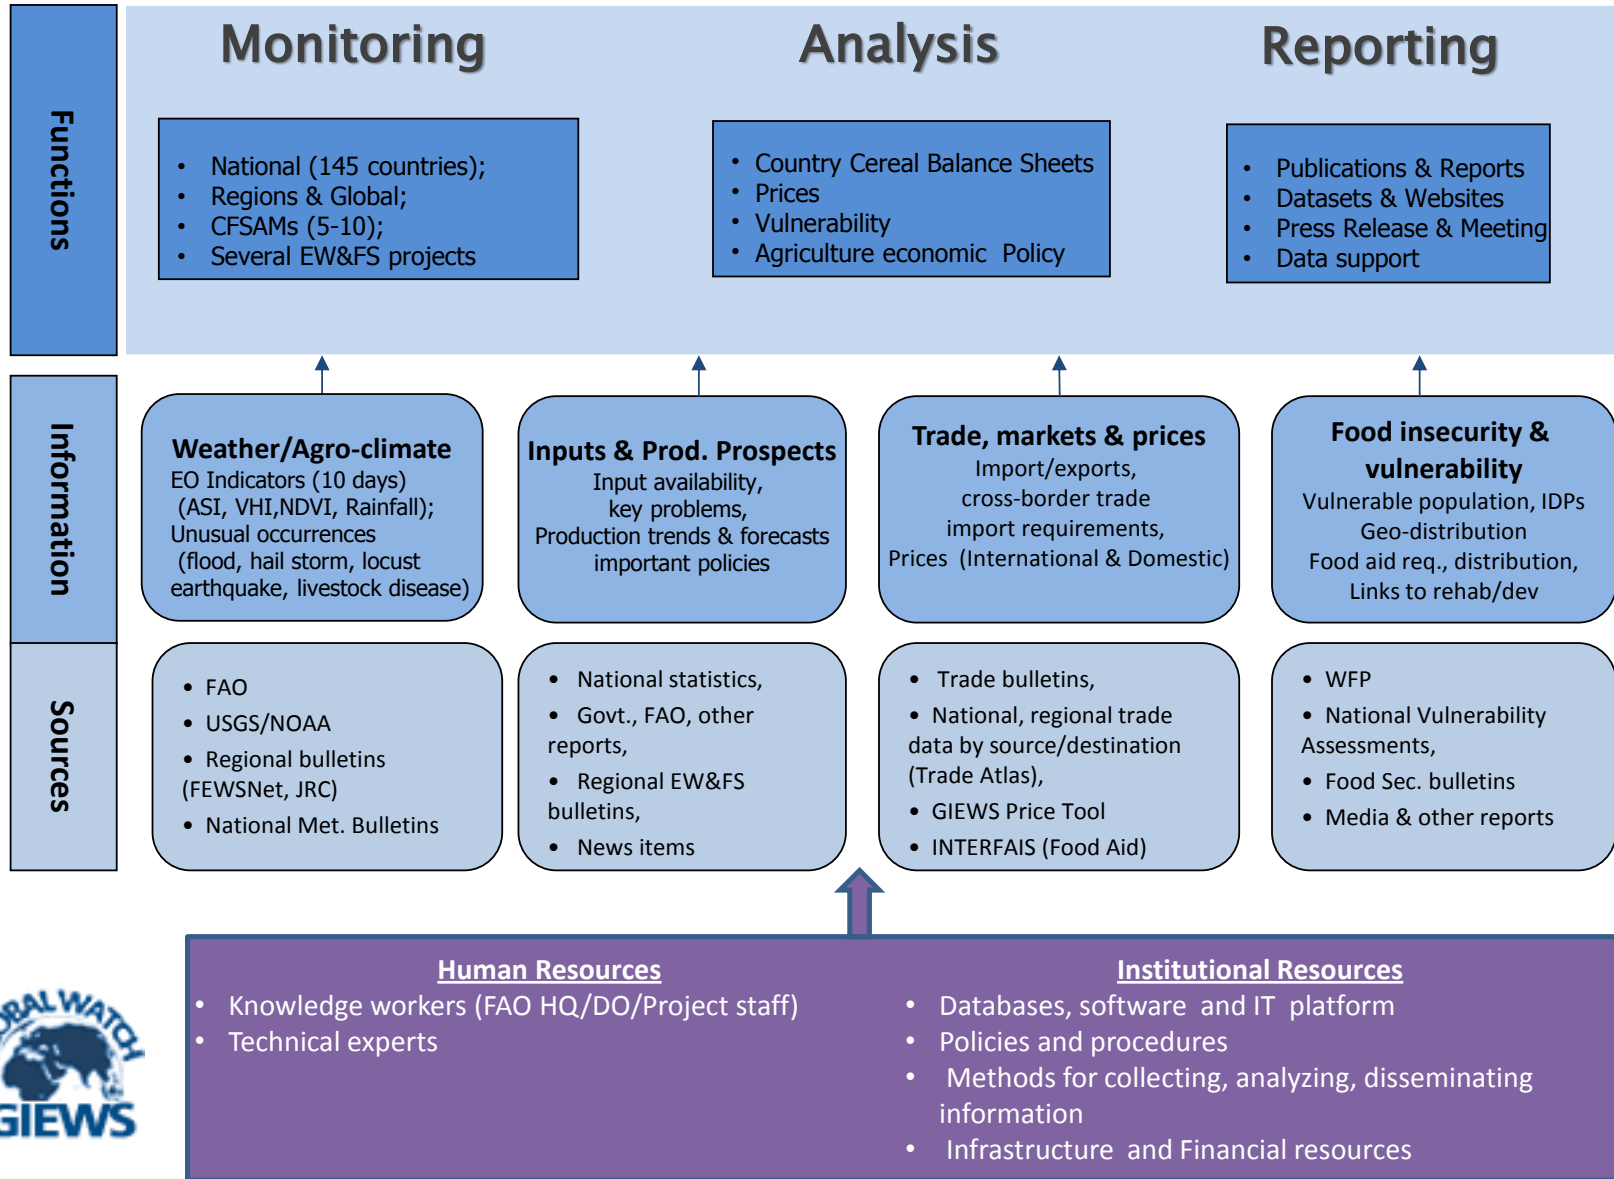 Functions
Monitoring
Analysis
Reporting
• National (145 countries);
• Regions & Global;
• CFSAMs (5-10);
• Several EW&FS projects
• Country Cereal Balance Sheets
• Prices
• Vulnerability
• Agriculture economic Policy
• Publications & Reports
• Datasets & Websites
• Press Release & Meeting
• Data support
Information
Weather/Agro-climate
EO Indicators (10 days)
(ASI, VHI,NDVI, Rainfall);
Unusual occurrences
(flood, hail storm, locust
earthquake, livestock disease)
Inputs & Prod. Prospects
Input availability,
key problems,
Production trends & forecasts
important policies
Trade, markets & prices
Import/exports,
cross-border trade
import requirements,
Prices (International & Domestic)
Food insecurity &
vulnerability
Vulnerable population, IDPs
Geo-distribution
Food aid req., distribution,
Links to rehab/dev
Sources
• FAO
• USGS/NOAA
• Regional bulletins
(FEWSNet, JRC)
• National Met. Bulletins
• National statistics,
• Govt., FAO, other
reports,
• Regional EW&FS
bulletins,
• News items
• Trade bulletins,
• National, regional trade
data by source/destination
(Trade Atlas),
• GIEWS Price Tool
• INTERFAIS (Food Aid)
• WFP
• National Vulnerability
Assessments,
• Food Sec. bulletins
• Media & other reports
Human Resources
• Knowledge workers (FAO HQ/DO/Project staff)
• Technical experts
Institutional Resources
• Databases, software and IT platform
• Policies and procedures
• Methods for collecting, analyzing, disseminating
information
• Infrastructure and Financial resources
OBAL WATCH
GIEWS